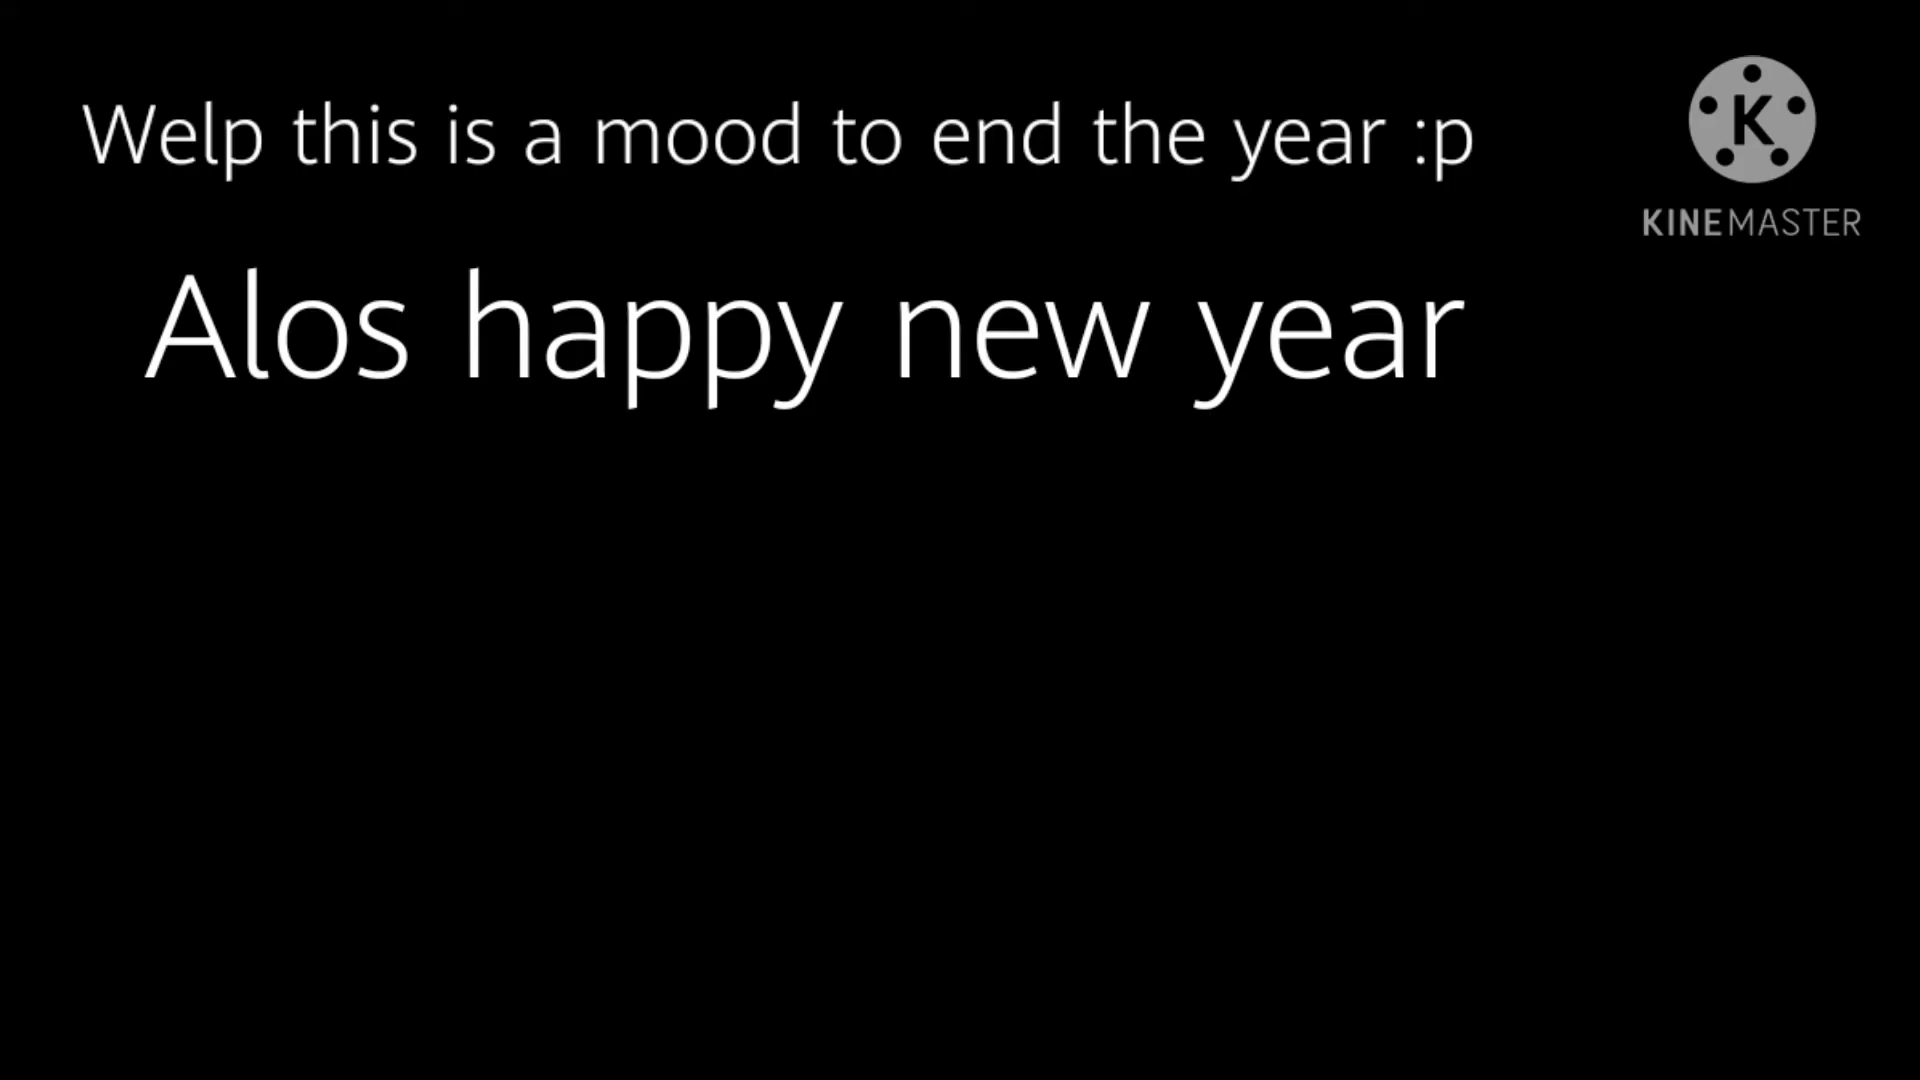 Welp this is a mood to end the year :p
K
KINEMASTER
Alos happy new year